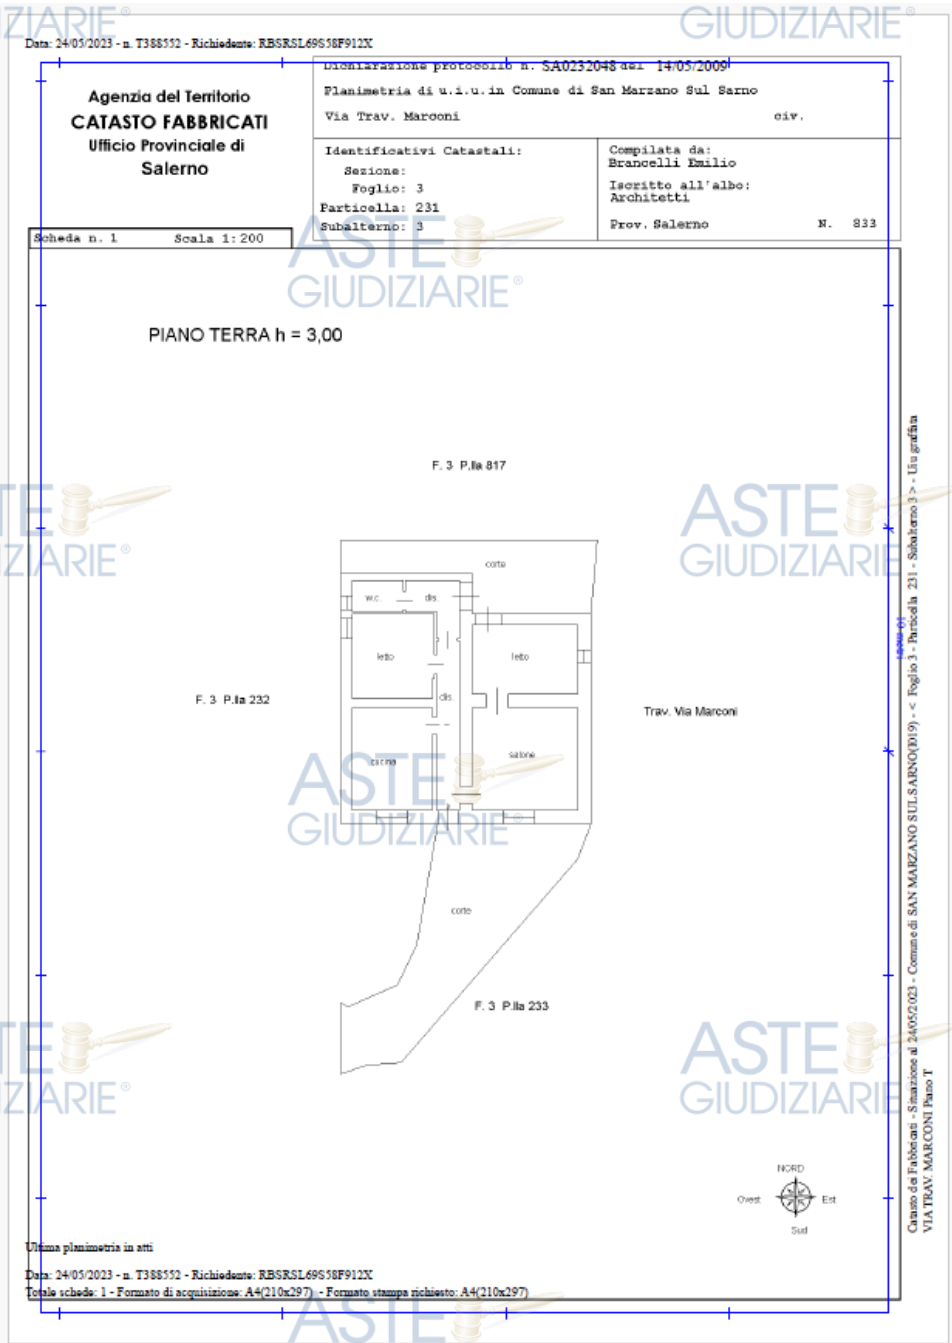 Data: 24/05/2023 - n. T388552 - Richiedente: RBSRSL69S58F912X
Agenzia del Territorio
CATASTO FABBRICATI
Ufficio Provinciale di
Salerno
Dichiarazione protocollo n. SA0232048 del 14/05/2009
Planimetria di u.i.u. in Comune di San Marzano Sul Sarno
Via Trav. Marconi civ.
Identificativi Catastali:
Sezione:
Foglio: 3
Particella: 231
Subalterno: 3
Compilata da:
Brancelli Emilio
Iscritto all'albo:
Architetti
Prov. Salerno N. 833
Scheda n. 1 Scala 1:200
PIANO TERRA h = 3,00
F. 3 P.lla 817
corte
w.c. dis.
letto letto
dis.
F. 3 P.lla 232
Trav. Via Marconi
cucina salone
corte
F. 3 P.lla 233
NORD
Ovest Est
Sud
Ultima planimetria in atti
Data: 24/05/2023 - n. T388552 - Richiedente: RBSRSL69S58F912X
Totale schede: 1 - Formato di acquisizione: A4(210x297) - Formato stampa richiesto: A4(210x297)
Catasto dei Fabbricati - Situazione al 24/05/2023 - Comune di SAN MARZANO SUL SARNO(I019) - < Foglio 3 - Particella 231 - Subalterno 3 > - Uiu graffata
VIA TRAV. MARCONI Piano T
ASTE
GIUDIZIARIE®